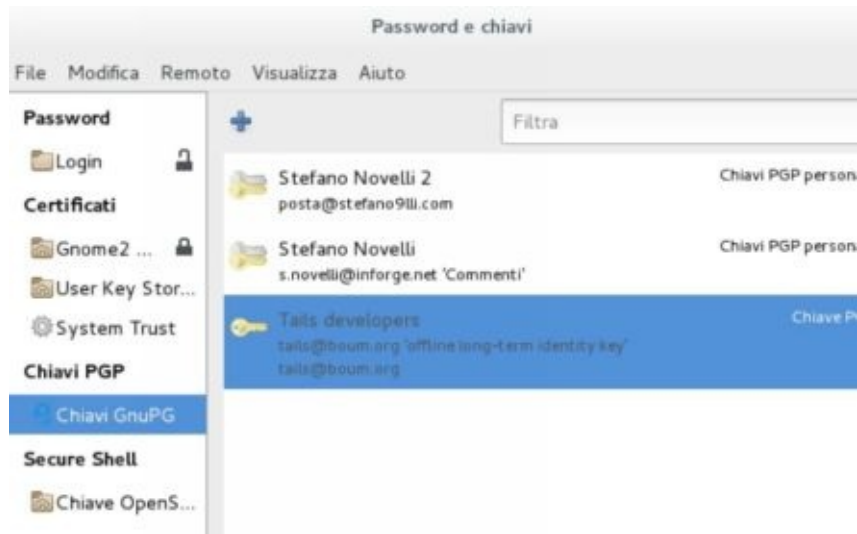 Password e chiavi
File Modifica Remoto Visualizza Aiuto
Password
Login
Certificati
Gnome2 ...
User Key Stor...
System Trust
Chiavi PGP
Chiavi GnuPG
Secure Shell
Chiave OpenS...
Filtra
Stefano Novelli 2
Chiavi PGP person
posta@stefano9lli.com
Stefano Novelli
Chiavi PGP person
s.novelli@inforge.net 'Commenti'
Tails developers
Chiave P
tails@boum.org 'offline long-term identity key'
tails@boum.org